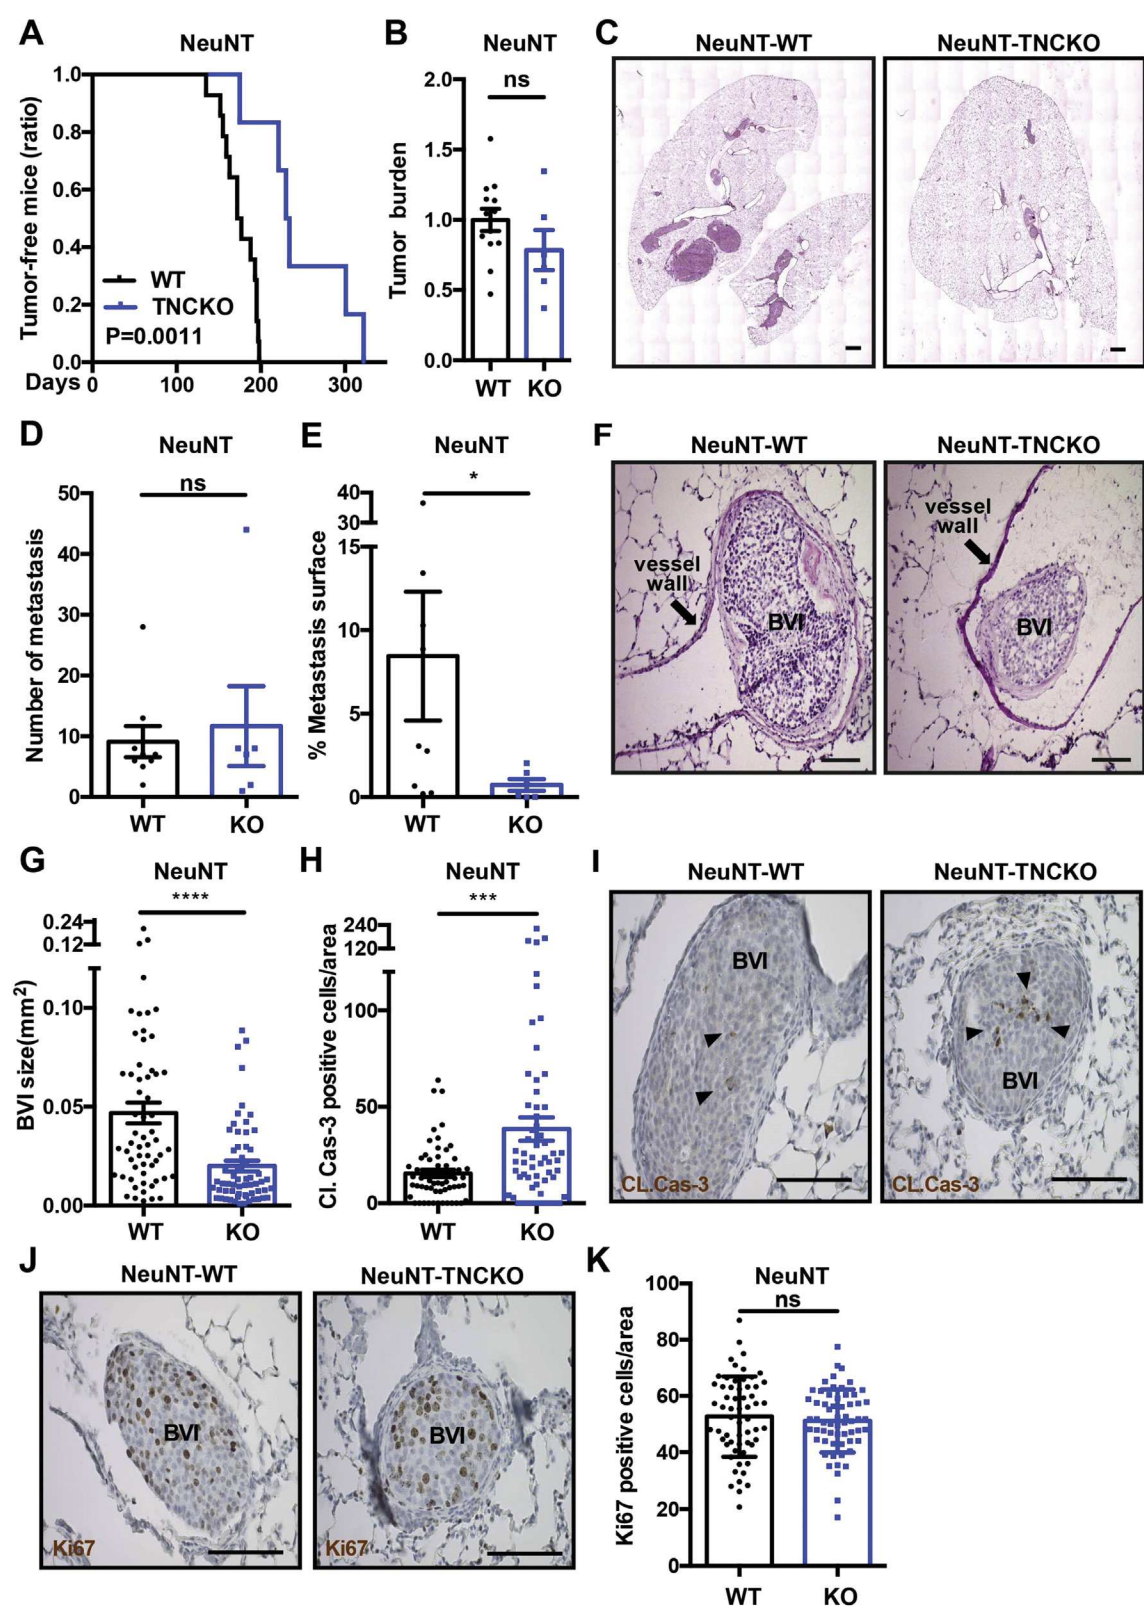 A
NeuNT
Tumor-free mice (ratio)
1.0
0.8
0.6
0.4
0.2
0.0
WT
TNCKO
P=0.0011
Days 0 100 200 300
B
NeuNT
ns
Tumor burden
2.0
1.5
1.0
0.5
0.0
WT KO
C
NeuNT-WT NeuNT-TNCKO
D
NeuNT
ns
Number of metastasis
50
40
30
20
10
0
WT KO
E
NeuNT
*
% Metastasis surface
40
30
15
10
5
0
WT KO
F
NeuNT-WT NeuNT-TNCKO
vessel
wall
BVI
vessel
wall
BVI
G
NeuNT
****
BVI size(mm²)
0.24
0.12
0.10
0.05
0.00
WT KO
H
NeuNT
***
Cl. Cas-3 positive cells/area
240
120
100
50
0
WT KO
I
NeuNT-WT NeuNT-TNCKO
BVI
CL.Cas-3
BVI
CL.Cas-3
J
NeuNT-WT NeuNT-TNCKO
BVI
Ki67
BVI
Ki67
K
NeuNT
ns
Ki67 positive cells/area
100
80
60
40
20
0
WT KO